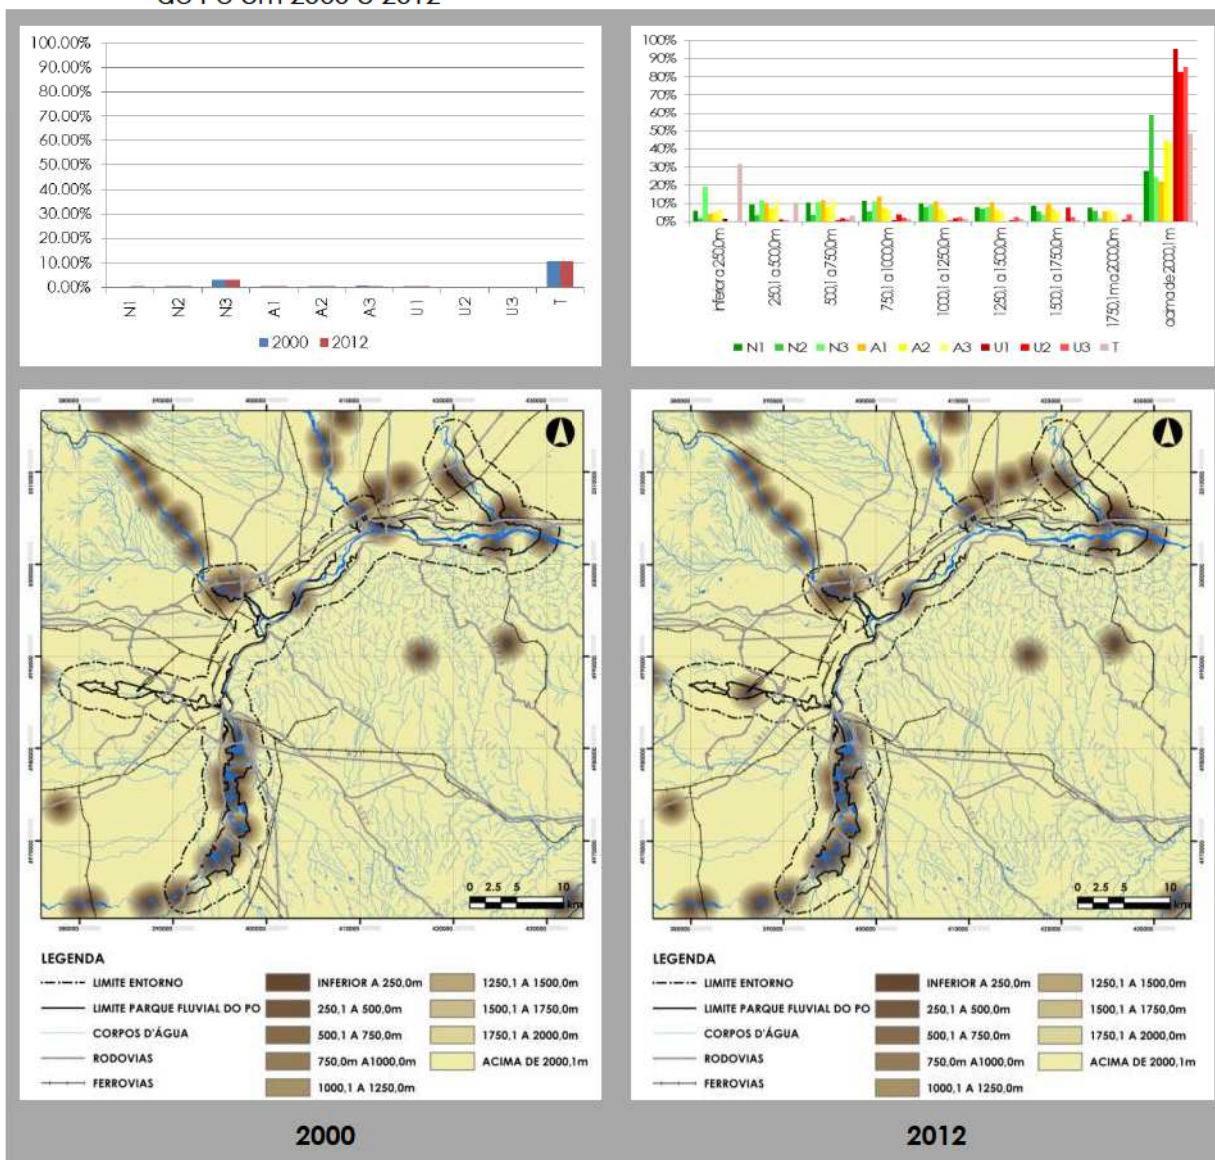 100.00%
90.00%
80.00%
70.00%
60.00%
50.00%
40.00%
30.00%
20.00%
10.00%
0.00%
N1 N2 N3 A1 A2 A3 U1 U2 U3 T
2000 2012
100%
90%
80%
70%
60%
50%
40%
30%
20%
10%
0%
inferior a 250,0m
250,1 a 500,0m
500,1 a 750,0m
750,1 a 1000,0m
1000,1 a 1250,0m
1250,1 a 1500,0m
1500,1 a 1750,0m
1750,1m a 2000,0m
acima de 2000,1m
N1 N2 N3 A1 A2 A3 U1 U2 U3 T
0 2.5 5 10
km
LEGENDA
LIMITE ENTORNO
LIMITE PARQUE FLUVIAL DO PO
CORPOS D'ÁGUA
RODOVIAS
FERROVIAS
INFERIOR A 250,0m
250,1 A 500,0m
500,1 A 750,0m
750,0m A1000,0m
1000,1 A 1250,0m
1250,1 A 1500,0m
1500,1 A 1750,0m
1750,1 A 2000,0m
ACIMA DE 2000,1m
2000
0 2.5 5 10
km
LEGENDA
LIMITE ENTORNO
LIMITE PARQUE FLUVIAL DO PO
CORPOS D'ÁGUA
RODOVIAS
FERROVIAS
INFERIOR A 250,0m
250,1 A 500,0m
500,1 A 750,0m
750,0m A1000,0m
1000,1 A 1250,0m
1250,1 A 1500,0m
1500,1 A 1750,0m
1750,1 A 2000,0m
ACIMA DE 2000,1m
2012